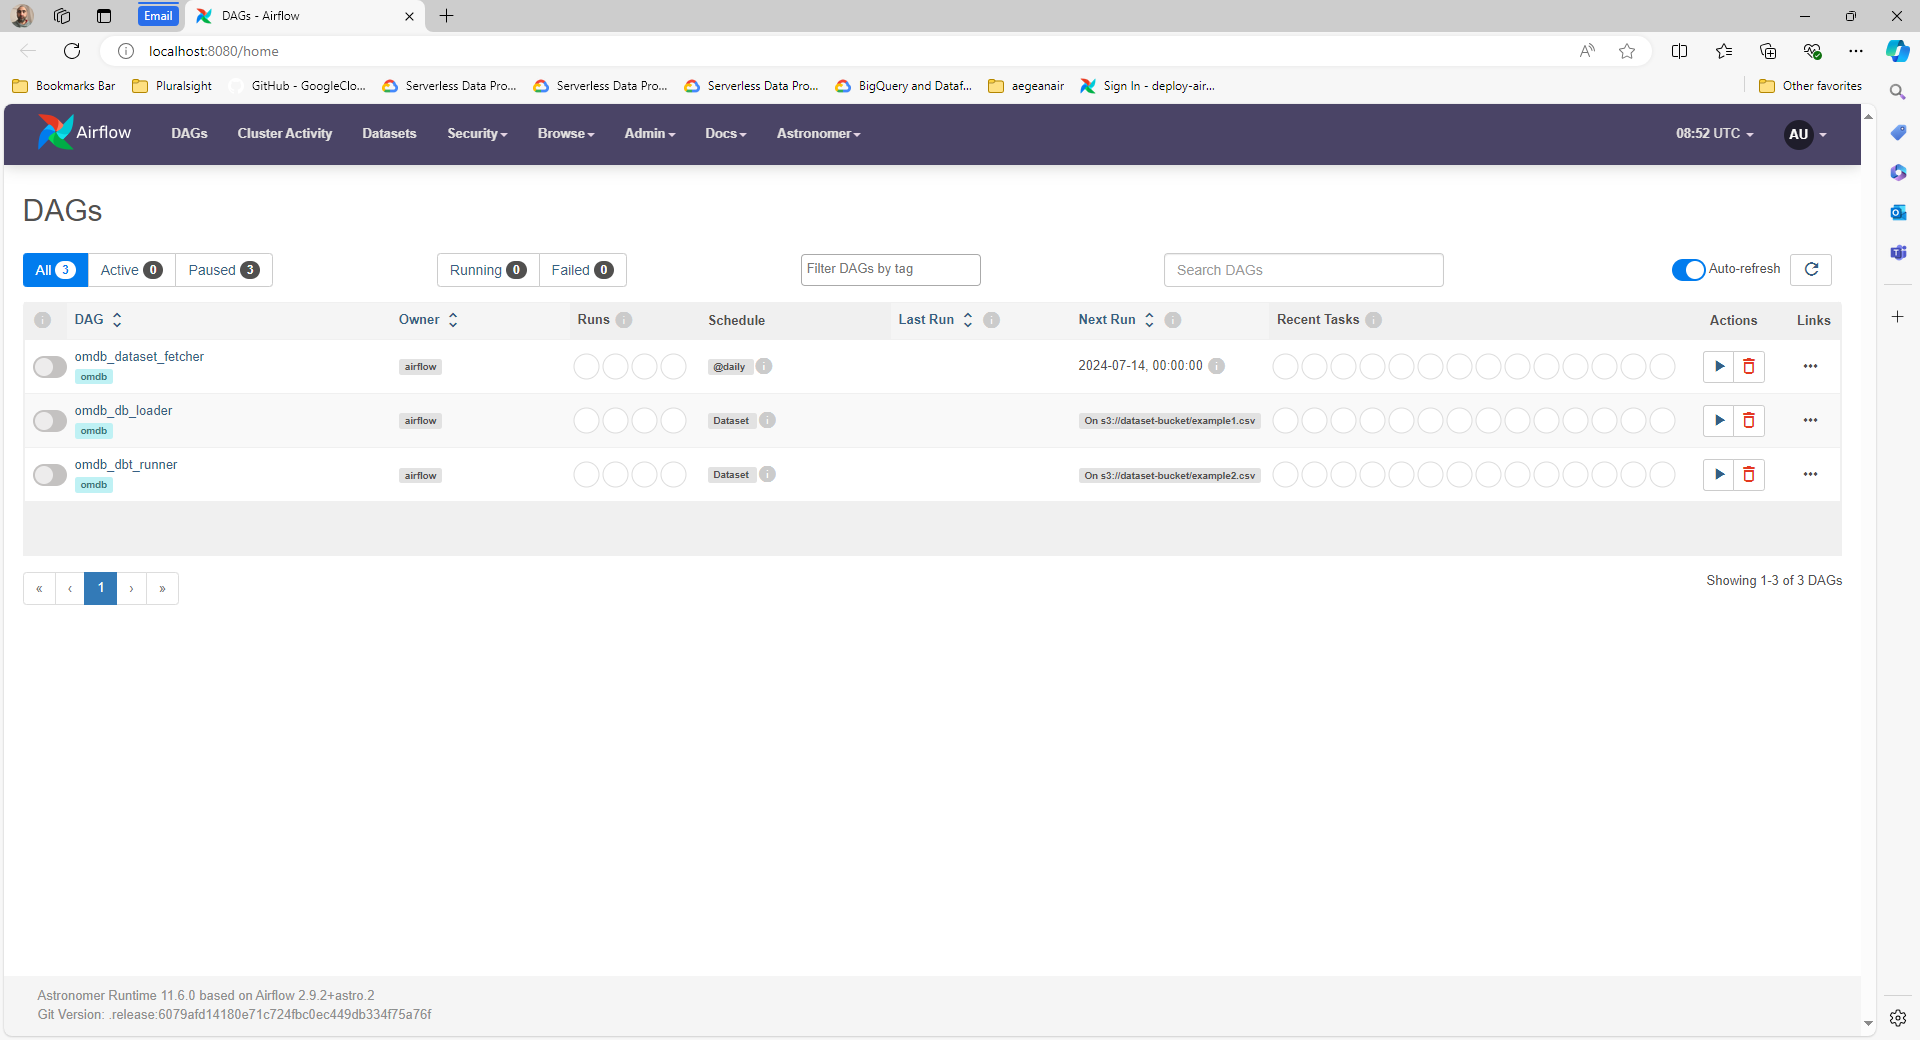 Email
DAGs - Airflow
localhost:8080/home
Bookmarks Bar
Pluralsight
GitHub - GoogleClo...
Serverless Data Pro...
Serverless Data Pro...
Serverless Data Pro...
BigQuery and Dataf...
aegeanair
Sign In - deploy-air...
Other favorites
Airflow
DAGs
Cluster Activity
Datasets
Security
Browse
Admin
Docs
Astronomer
08:52 UTC
AU
DAGs
All 3
Active 0
Paused 3
Running 0
Failed 0
Filter DAGs by tag
Search DAGs
Auto-refresh
DAG
Owner
Runs
Schedule
Last Run
Next Run
Recent Tasks
Actions
Links
omdb_dataset_fetcher
omdb
airflow
@daily
2024-07-14, 00:00:00
omdb_db_loader
omdb
airflow
Dataset
On s3://dataset-bucket/example1.csv
omdb_dbt_runner
omdb
airflow
Dataset
On s3://dataset-bucket/example2.csv
« ‹ 1 › »
Showing 1-3 of 3 DAGs
Astronomer Runtime 11.6.0 based on Airflow 2.9.2+astro.2
Git Version: .release:6079afd14180e71c724fbc0ec449db334f75a76f